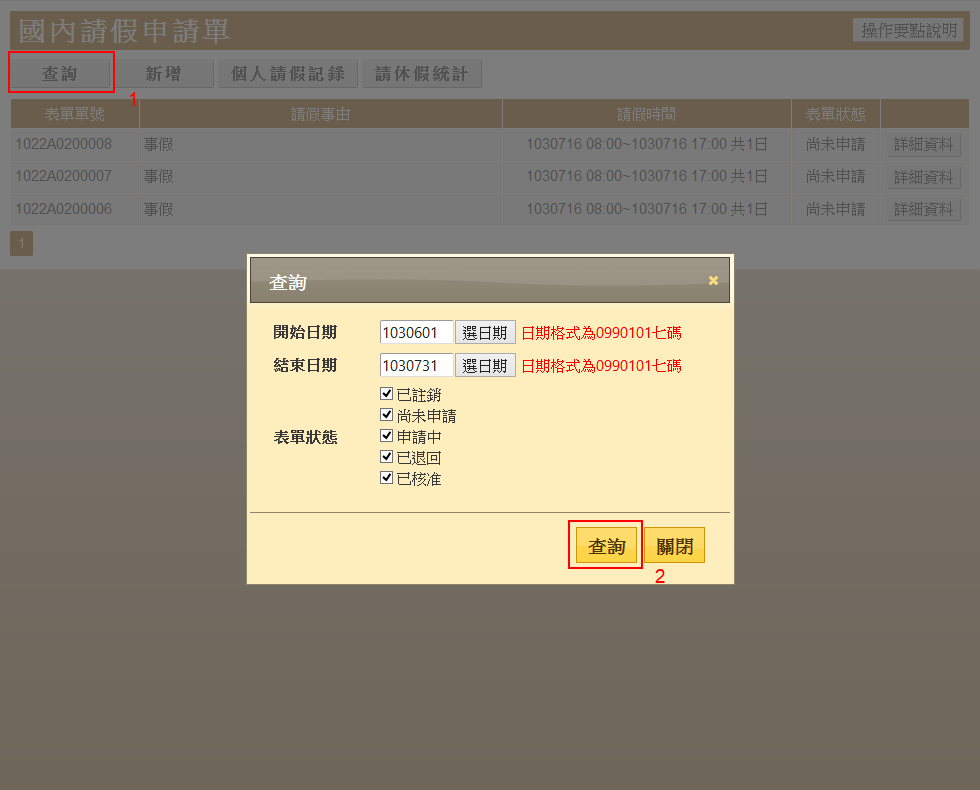 國內請假申請單 操作要點說明
查詢 新增 個人請假記錄 請休假統計
1
表單單號 請假事由 請假時間 表單狀態
1022A0200008 事假 1030716 08:00~1030716 17:00 共1日 尚未申請 詳細資料
1022A0200007 事假 1030716 08:00~1030716 17:00 共1日 尚未申請 詳細資料
1022A0200006 事假 1030716 08:00~1030716 17:00 共1日 尚未申請 詳細資料
1
查詢
開始日期 1030601 選日期 日期格式為0990101七碼
結束日期 1030731 選日期 日期格式為0990101七碼
表單狀態
已註銷
尚未申請
申請中
已退回
已核准
查詢 關閉
2